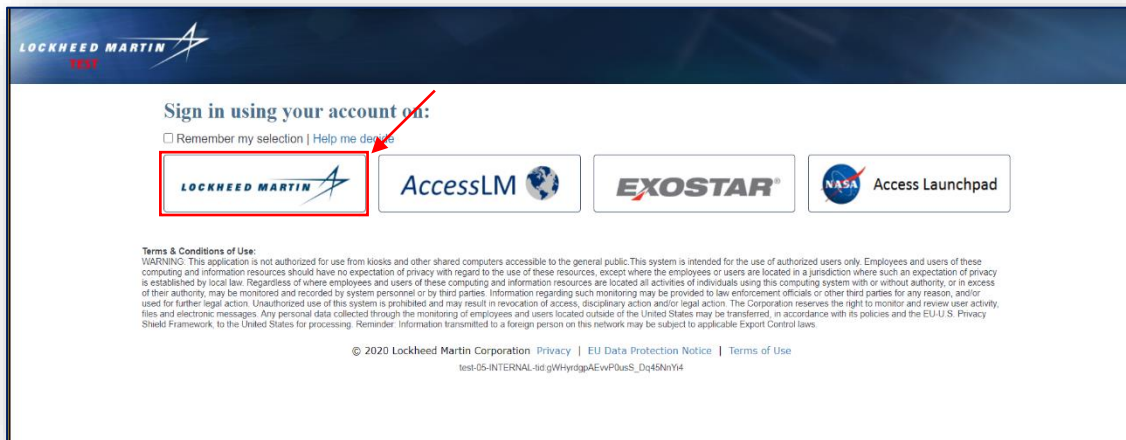 LOCKHEED MARTIN
TEST
Sign in using your account on:
Remember my selection | Help me decide
LOCKHEED MARTIN
AccessLM
EXOSTAR®
NASA
Access Launchpad
Terms & Conditions of Use:
WARNING: This application is not authorized for use from kiosks and other shared computers accessible to the general public.This system is intended for the use of authorized users only. Employees and users of these
computing and information resources should have no expectation of privacy with regard to the use of these resources, except where the employees or users are located in a jurisdiction where such an expectation of privacy
is established by local law. Regardless of where employees and users of these computing and information resources are located all activities of individuals using this computing system with or without authority, or in excess
of their authority, may be monitored and recorded by system personnel or by third parties. Information regarding such monitoring may be provided to law enforcement officials or other third parties for any reason, and/or
used for further legal action. Unauthorized use of this system is prohibited and may result in revocation of access, disciplinary action and/or legal action. The Corporation reserves the right to monitor and review user activity,
files and electronic messages. Any personal data collected through the monitoring of employees and users located outside of the United States may be transferred, in accordance with its policies and the EU-U.S. Privacy
Shield Framework, to the United States for processing. Reminder: Information transmitted to a foreign person on this network may be subject to applicable Export Control laws.
© 2020 Lockheed Martin Corporation Privacy | EU Data Protection Notice | Terms of Use
test-05-INTERNAL-tid:gWHyrdgpAEvvP0usS_Dq45NnYi4